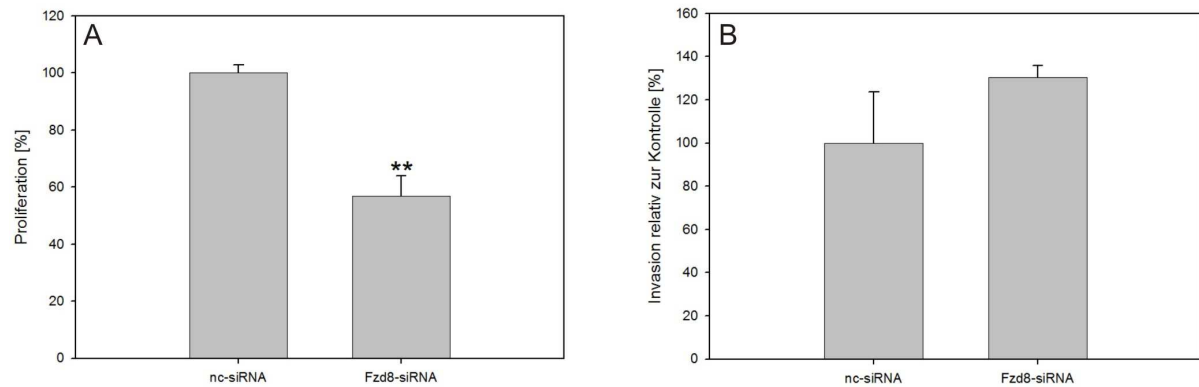 A
Proliferation [%]
120
100
80
60
40
20
0
**
nc-siRNA
Fzd8-siRNA
B
Invasion relativ zur Kontrolle [%]
160
140
120
100
80
60
40
20
0
nc-siRNA
Fzd8-siRNA